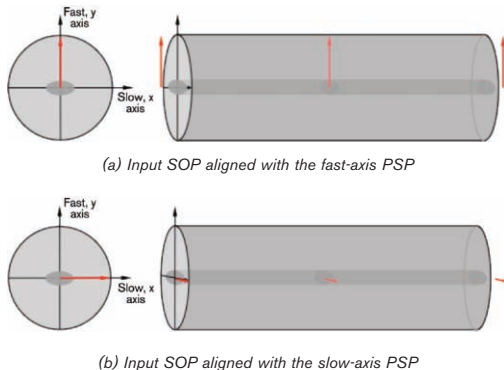 Fast, y
axis
Slow, x
axis
(a) Input SOP aligned with the fast-axis PSP
Fast, y
axis
Slow, x
axis
(b) Input SOP aligned with the slow-axis PSP